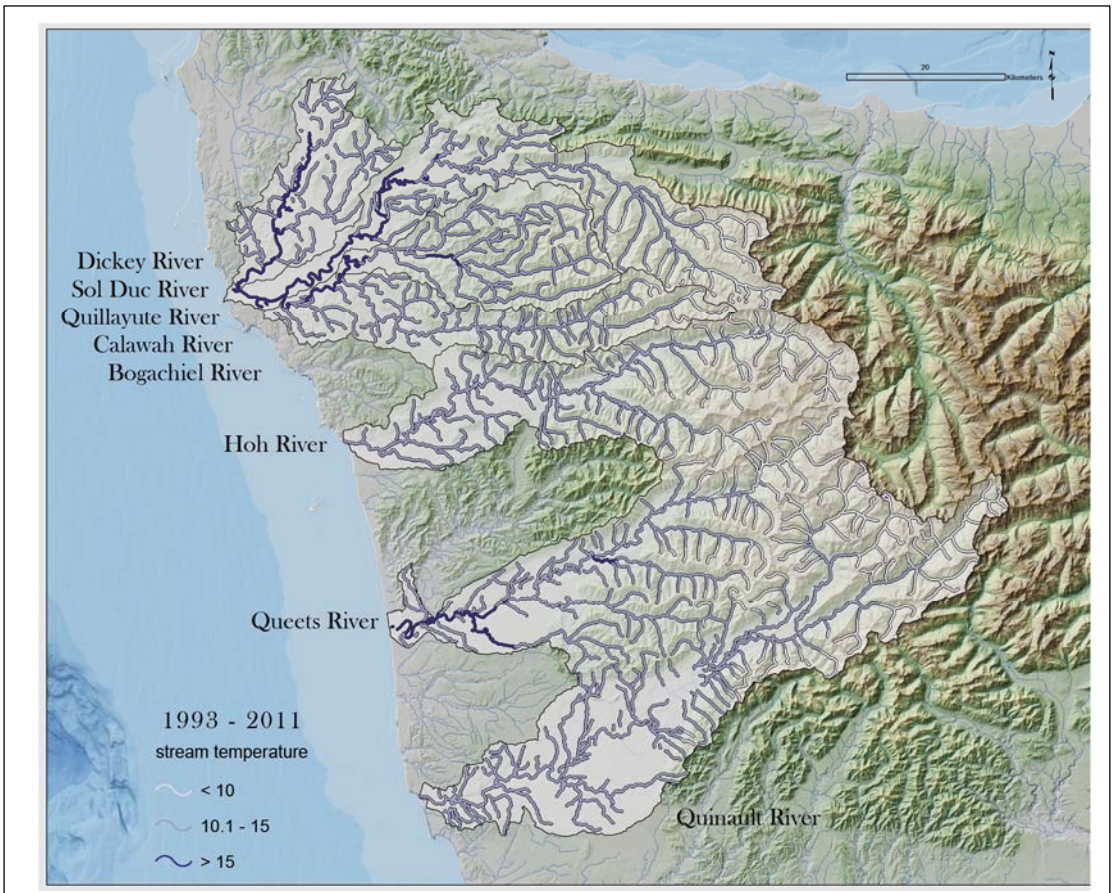 N
20
Kilometers
Dickey River
Sol Duc River
Quillayute River
Calawah River
Bogachiel River
Hoh River
Queets River
1993 - 2011
stream temperature
< 10
10.1 - 15
> 15
Quinault River